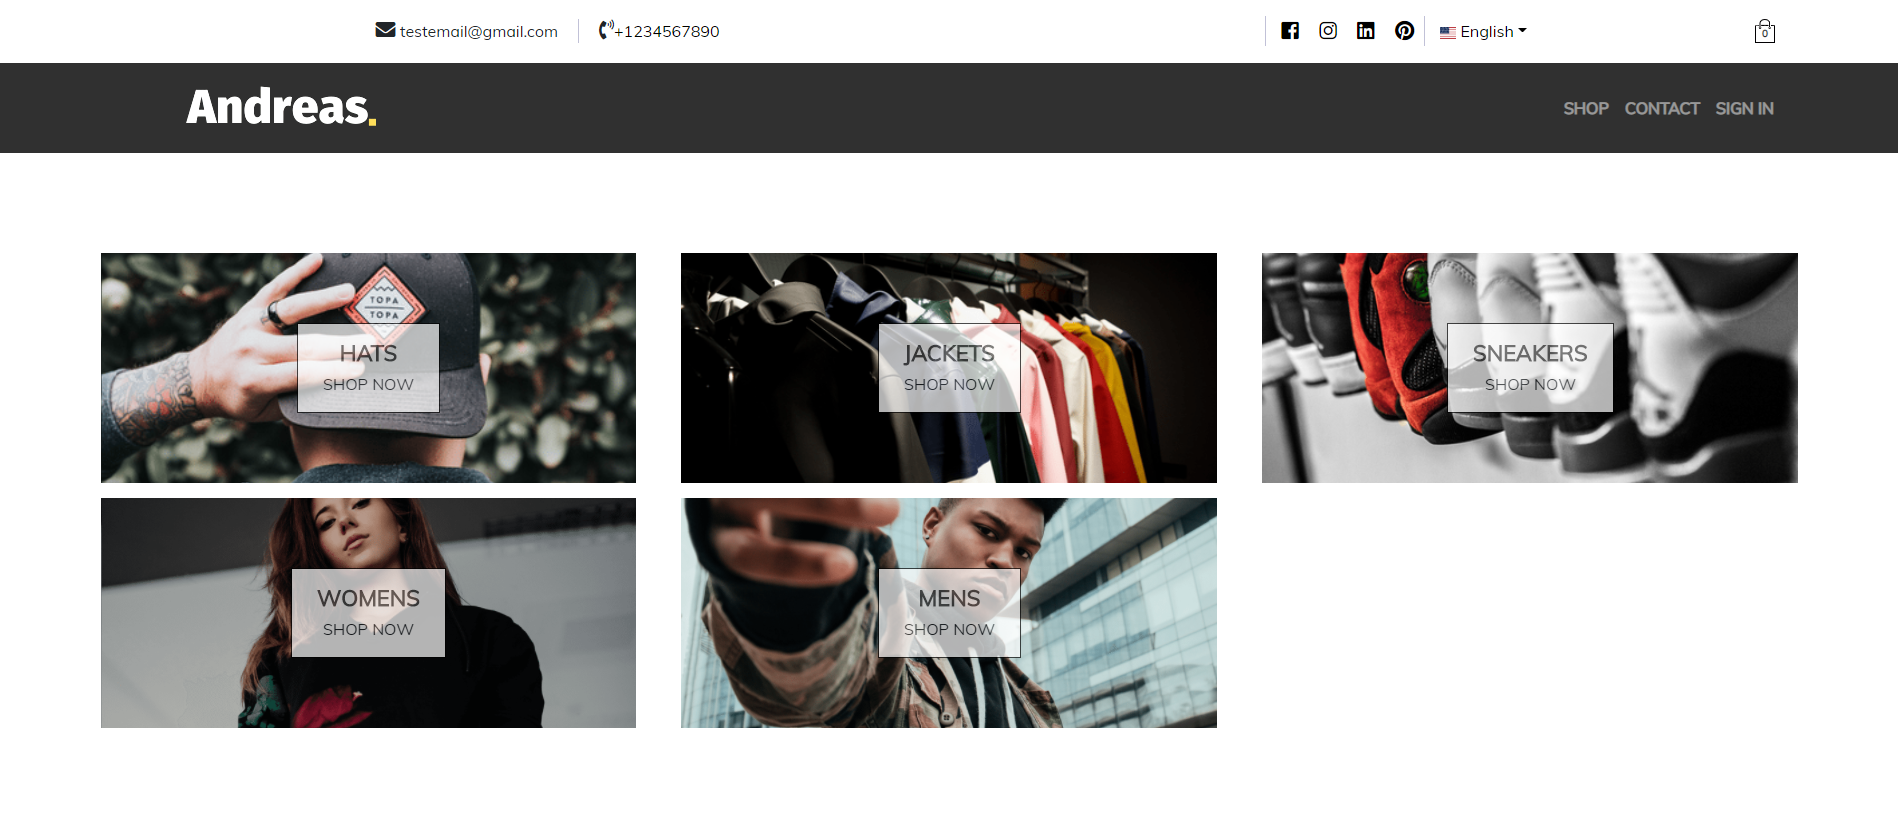 testemail@gmail.com
+1234567890
English
0
Andreas.
SHOP CONTACT SIGN IN
TOPA
TOPA
HATS
SHOP NOW
JACKETS
SHOP NOW
SNEAKERS
SHOP NOW
WOMENS
SHOP NOW
MENS
SHOP NOW